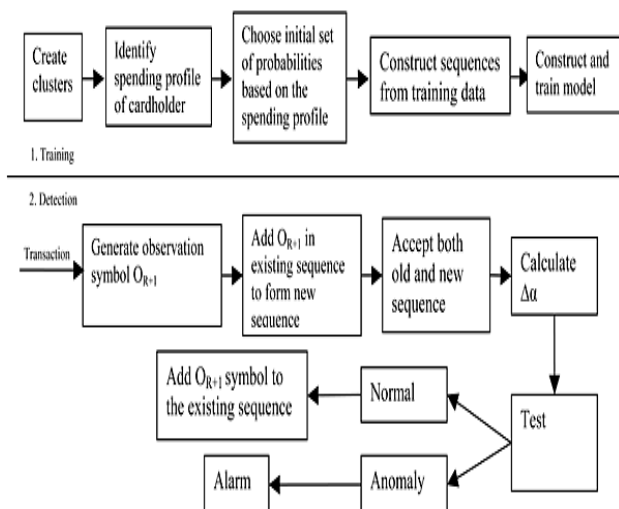 Create
clusters
Identify
spending profile
of cardholder
Choose initial set
of probabilities
based on the
spending profile
Construct sequences
from training data
Construct and
train model
1. Training
2. Detection
Transaction
Generate observation
symbol O_{R+1}
Add O_{R+1} in
existing sequence
to form new
sequence
Accept both
old and new
sequence
Calculate
Δα
Add O_{R+1} symbol to
the existing sequence
Normal
Test
Alarm
Anomaly